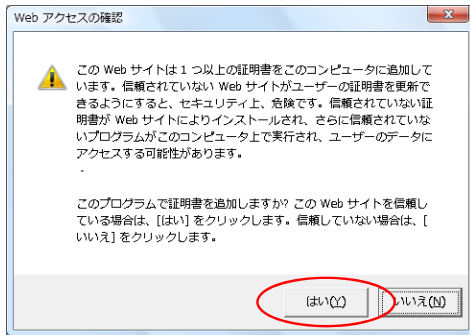 Web アクセスの確認
この Web サイトは 1 つ以上の証明書をこのコンピュータに追加して
います。信頼されていない Web サイトがユーザーの証明書を更新で
きるようにすると、セキュリティ上、危険です。信頼されていない証
明書が Web サイトによりインストールされ、さらに信頼されていな
いプログラムがこのコンピュータ上で実行され、ユーザーのデータに
アクセスする可能性があります。
-
このプログラムで証明書を追加しますか? この Web サイトを信頼し
ている場合は、[はい] をクリックします。信頼していない場合は、[
いいえ] をクリックします。
はい(Y) いいえ(N)